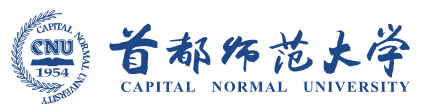 CAPITAL NORMAL UNIVERSITY
CNU
1954
首都师范大学
CAPITAL NORMAL UNIVERSITY